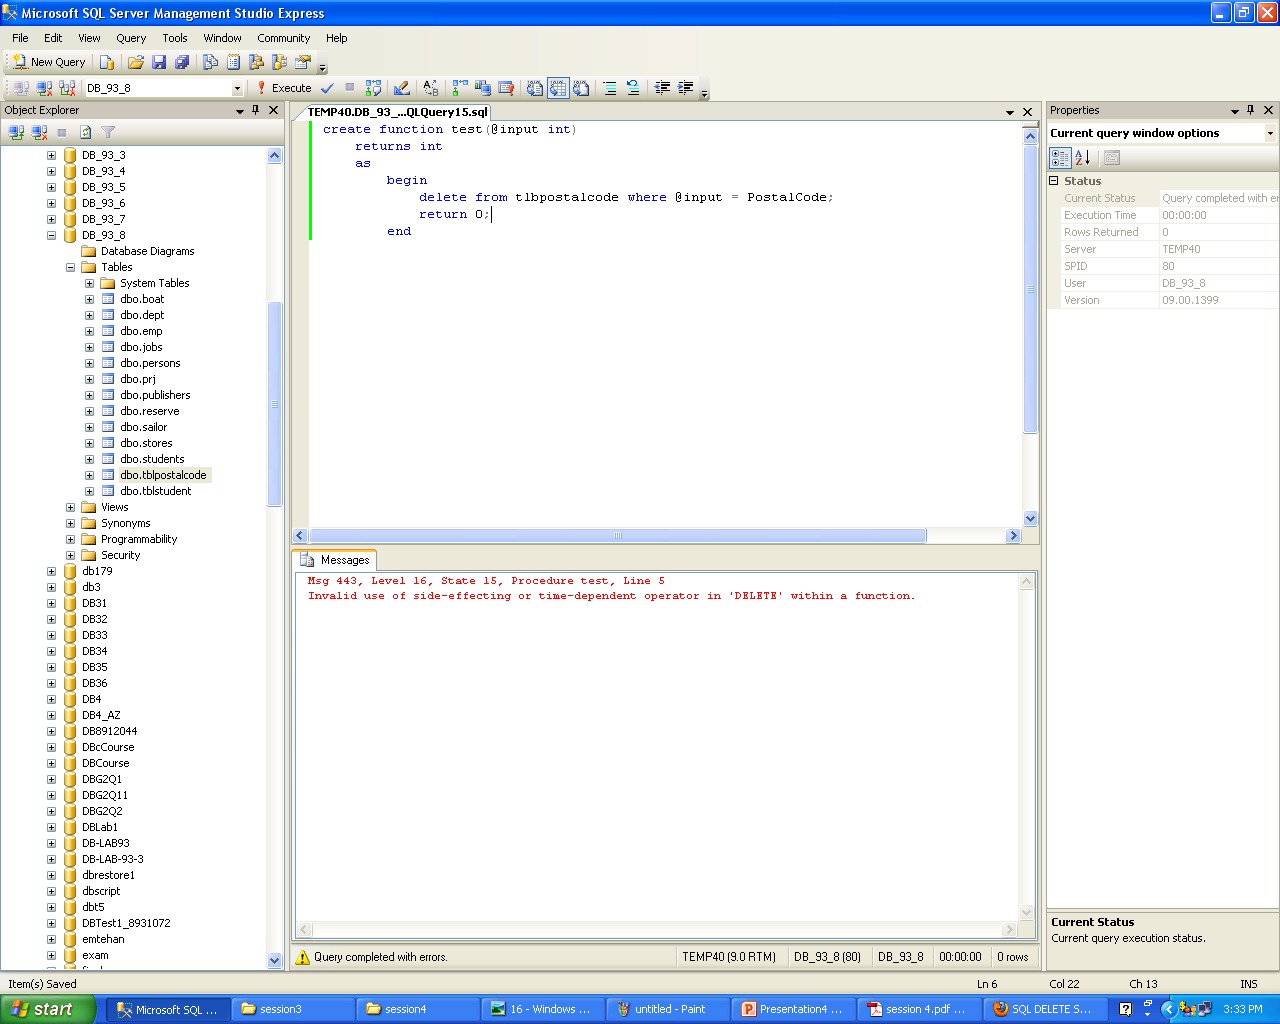 Microsoft SQL Server Management Studio Express
File Edit View Query Tools Window Community Help
New Query
DB_93_8 Execute
Object Explorer
DB_93_3
DB_93_4
DB_93_5
DB_93_6
DB_93_7
DB_93_8
Database Diagrams
Tables
System Tables
dbo.boat
dbo.dept
dbo.emp
dbo.jobs
dbo.persons
dbo.prj
dbo.publishers
dbo.reserve
dbo.sailor
dbo.stores
dbo.students
dbo.tblpostalcode
dbo.tblstudent
Views
Synonyms
Programmability
Security
db179
db3
DB31
DB32
DB33
DB34
DB35
DB36
DB4
DB4_AZ
DB8912044
DBcCourse
DBCourse
DBG2Q1
DBG2Q11
DBG2Q2
DBLab1
DB-LAB93
DB-LAB-93-3
dbrestore1
dbscript
dbt5
DBTest1_8931072
emtehan
exam
TEMP40.DB_93_...QLQuery15.sql
create function test(@input int)
returns int
as
begin
delete from tlbpostalcode where @input = PostalCode;
return 0;
end
Messages
Msg 443, Level 16, State 15, Procedure test, Line 5
Invalid use of side-effecting or time-dependent operator in 'DELETE' within a function.
Query completed with errors. TEMP40 (9.0 RTM) DB_93_8 (80) DB_93_8 00:00:00 0 rows
Properties
Current query window options
Status
Current Status Query completed with err
Execution Time 00:00:00
Rows Returned 0
Server TEMP40
SPID 80
User DB_93_8
Version 09.00.1399
Current Status
Current query execution status.
Item(s) Saved Ln 6 Col 22 Ch 13 INS
start Microsoft SQL ... session3 session4 16 - Windows ... untitled - Paint Presentation4 ... session 4.pdf ... SQL DELETE S... 3:33 PM